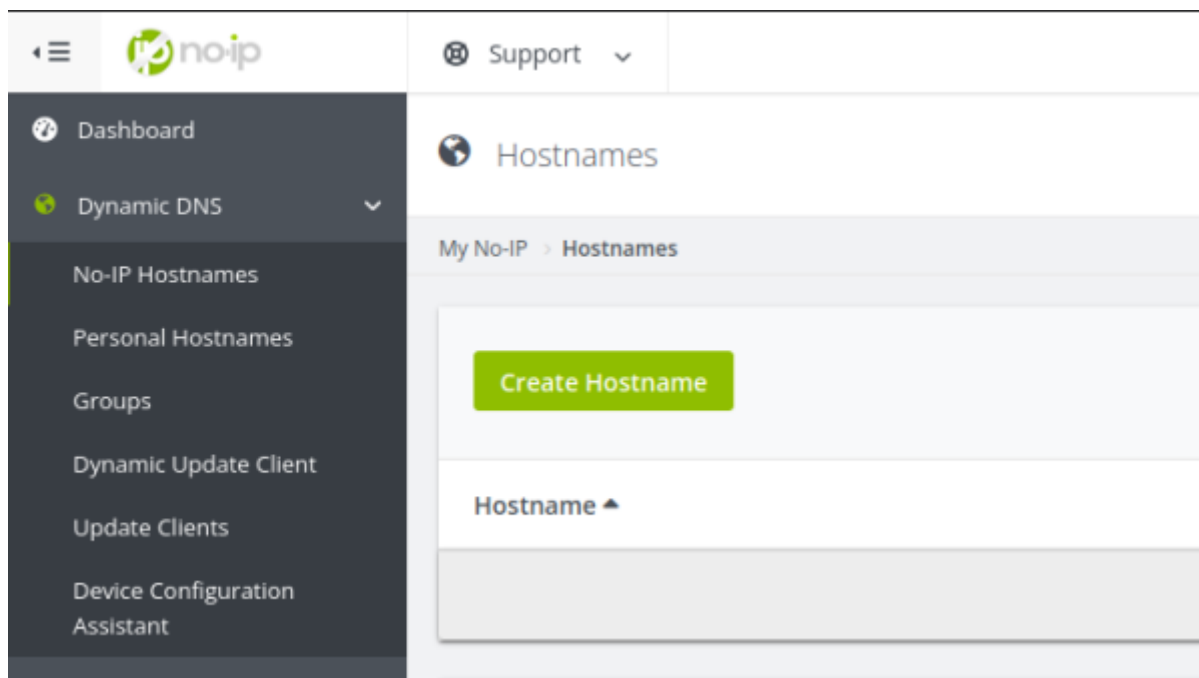 no-ip
Support
Dashboard
Hostnames
Dynamic DNS
My No-IP > Hostnames
No-IP Hostnames
Personal Hostnames
Groups
Dynamic Update Client
Update Clients
Device Configuration
Assistant
Create Hostname
Hostname